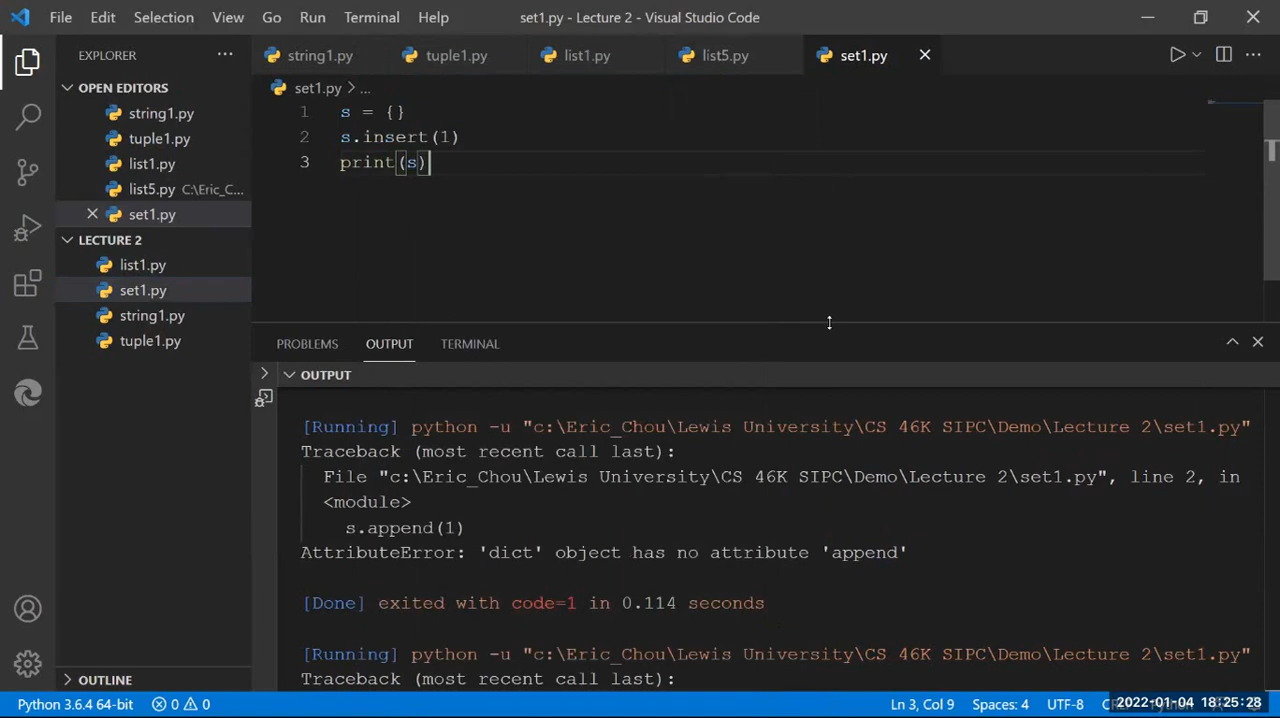 File Edit Selection View Go Run Terminal Help set1.py - Lecture 2 - Visual Studio Code
EXPLORER
string1.py tuple1.py list1.py list5.py set1.py
OPEN EDITORS
string1.py
tuple1.py
list1.py
list5.py C:\Eric_C...
set1.py
LECTURE 2
list1.py
set1.py
string1.py
tuple1.py
OUTLINE
set1.py > ...
1 s = {}
2 s.insert(1)
3 print(s)
PROBLEMS OUTPUT TERMINAL
OUTPUT
[Running] python -u "c:\Eric_Chou\Lewis University\CS 46K SIPC\Demo\Lecture 2\set1.py"
Traceback (most recent call last):
File "c:\Eric_Chou\Lewis University\CS 46K SIPC\Demo\Lecture 2\set1.py", line 2, in
<module>
s.append(1)
AttributeError: 'dict' object has no attribute 'append'
[Done] exited with code=1 in 0.114 seconds
[Running] python -u "c:\Eric_Chou\Lewis University\CS 46K SIPC\Demo\Lecture 2\set1.py"
Traceback (most recent call last):
Python 3.6.4 64-bit 0 0 Ln 3, Col 9 Spaces: 4 UTF-8 2022-01-04 18:25:28